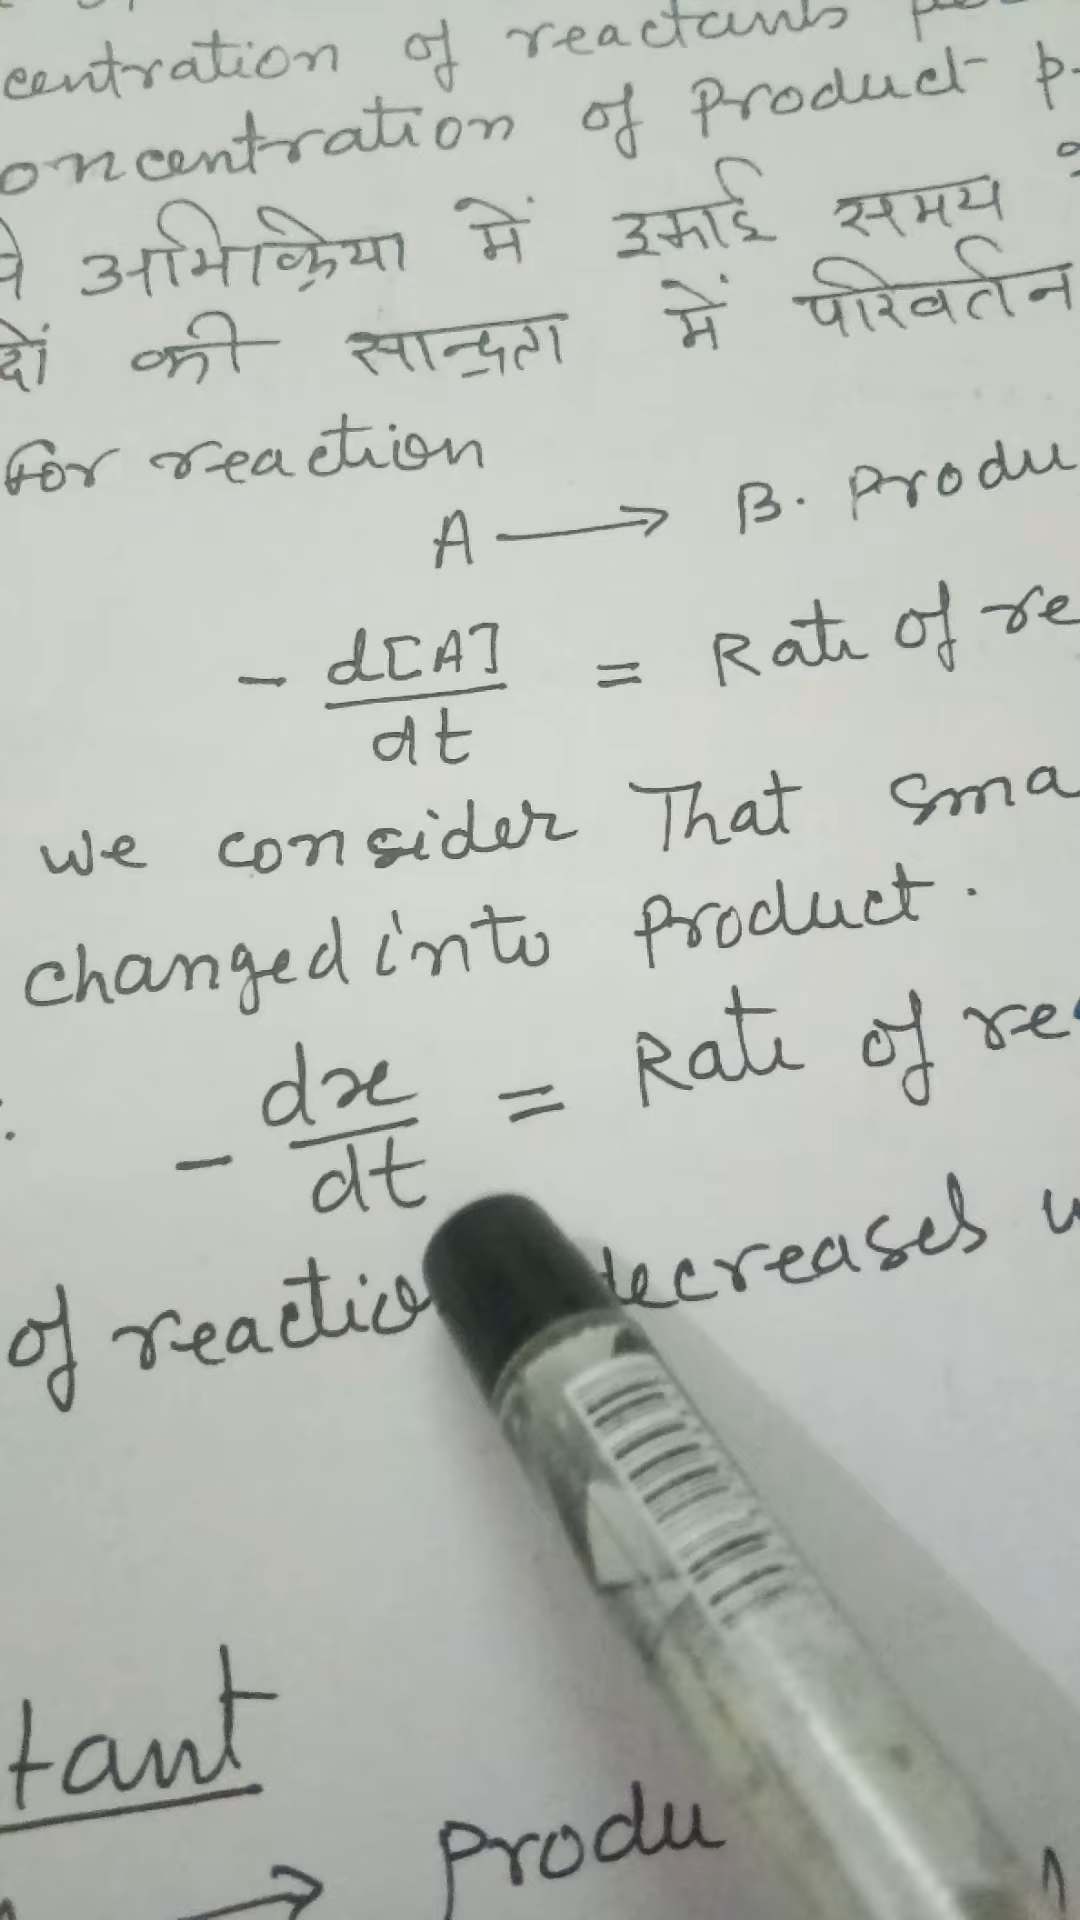 centration of reactants
oncentration of Product
अभिक्रिया में इकाई समय
दों की सान्द्रता में परिवर्तन
For reaction
A → B. Produ
- d[A]/dt = Rate of re
we consider That sma
changed into Product.
- dx/dt = Rate of re
of reactio decreases
tant
→ Produ